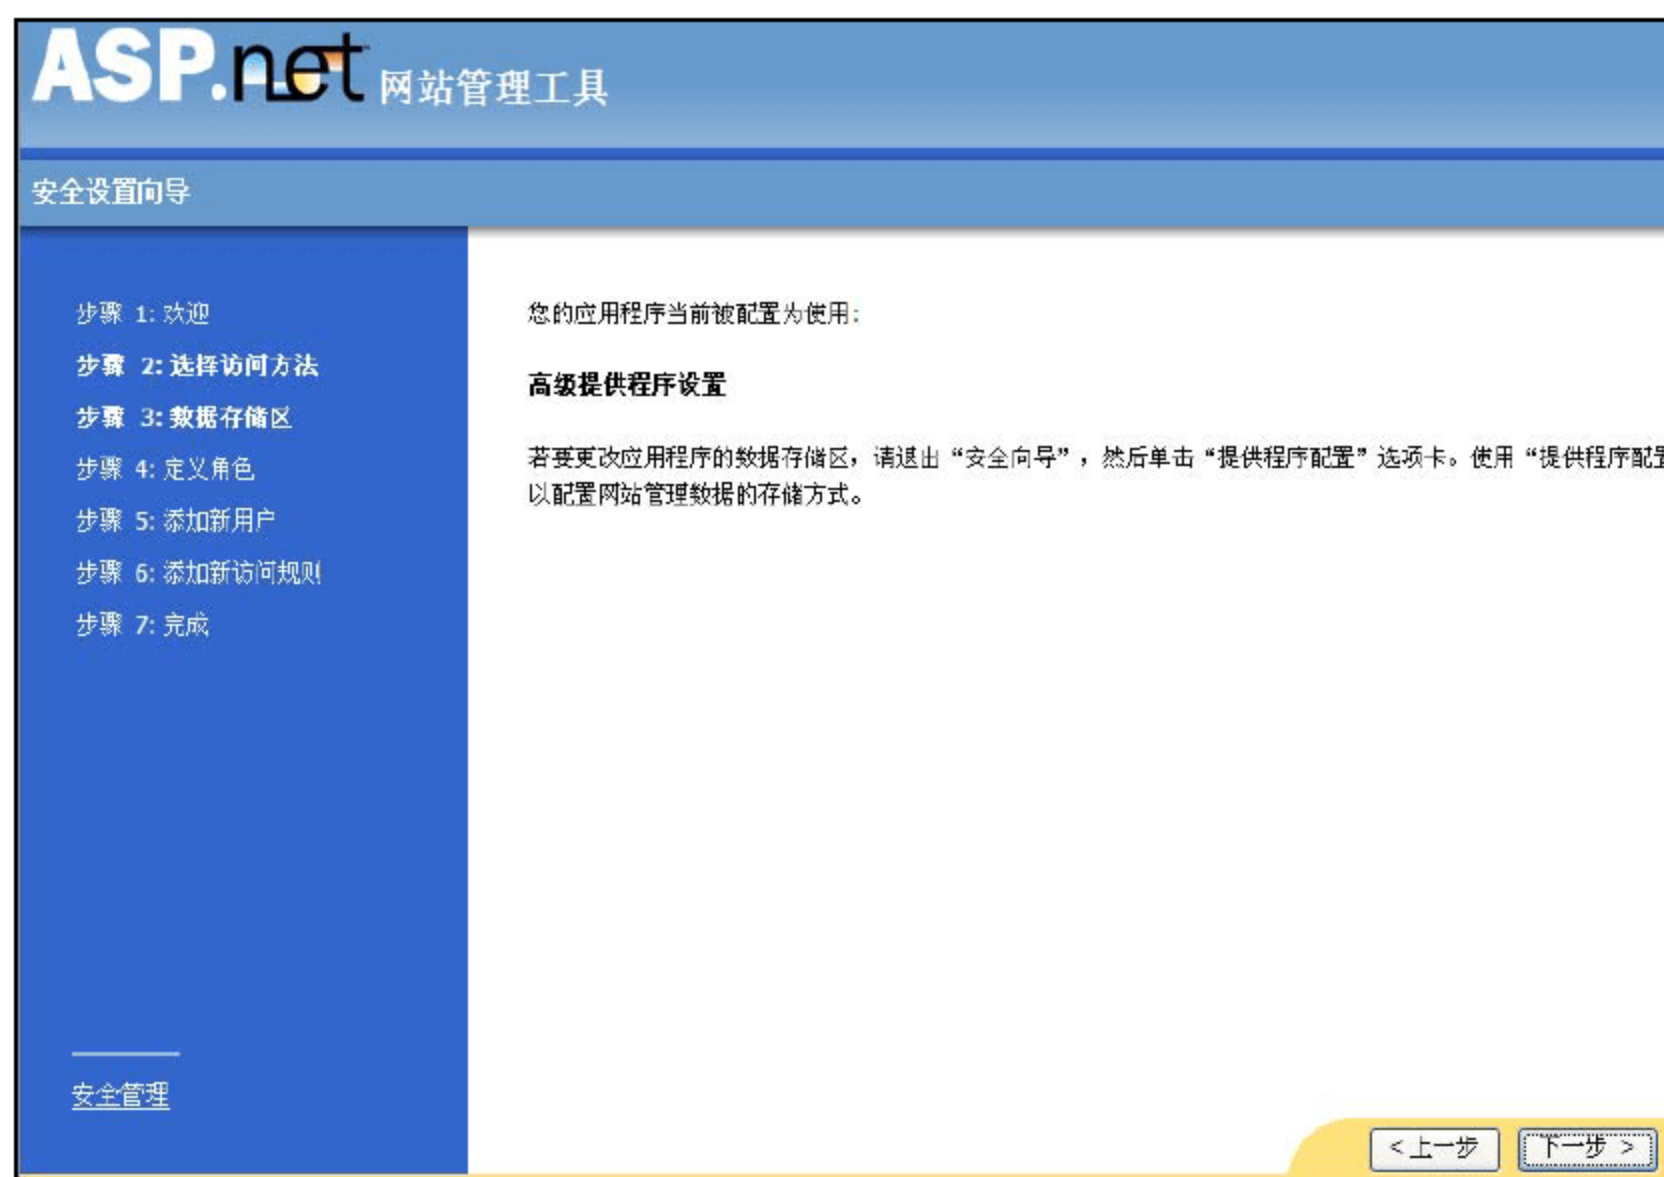 ASP.net 网站管理工具
安全设置向导
步骤 1: 欢迎
步骤 2: 选择访问方法
步骤 3: 数据存储区
步骤 4: 定义角色
步骤 5: 添加新用户
步骤 6: 添加新访问规则
步骤 7: 完成
安全管理
您的应用程序当前被配置为使用:
高级提供程序设置
若要更改应用程序的数据存储区，请退出“安全向导”，然后单击“提供程序配置”选项卡。使用“提供程序配置
以配置网站管理数据的存储方式。
<上一步
下一步 >